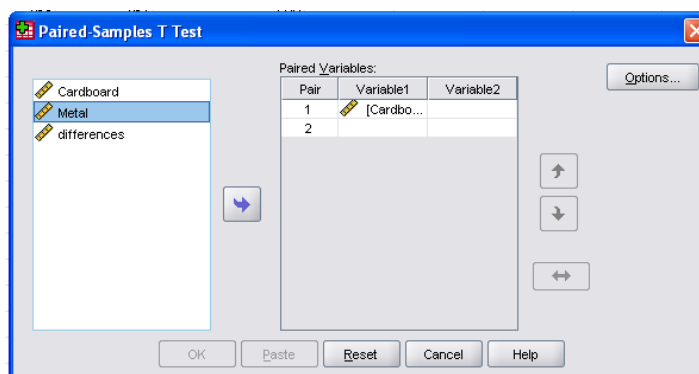 Paired-Samples T Test
Paired Variables:
Options...
Cardboard
Metal
differences
Pair Variable1 Variable2
1 [Cardbo...
2
OK Paste Reset Cancel Help